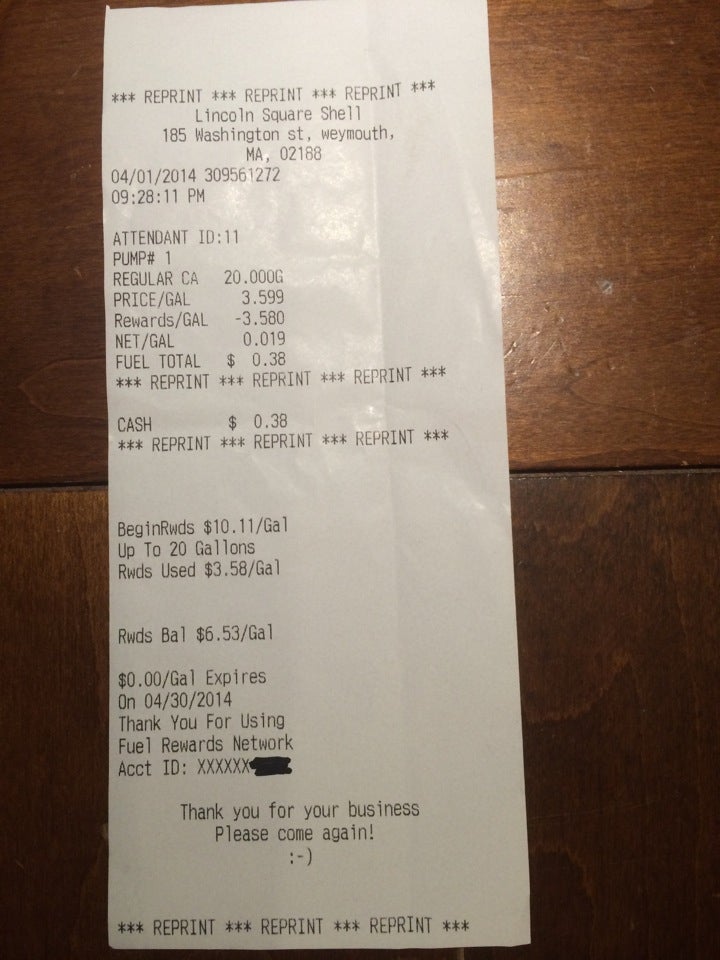 *** REPRINT *** REPRINT *** REPRINT ***
Lincoln Square Shell
185 Washington st, weymouth,
MA, 02188
04/01/2014 309561272
09:28:11 PM
ATTENDANT ID:11
PUMP# 1
REGULAR CA 20.000G
PRICE/GAL 3.599
Rewards/GAL -3.580
NET/GAL 0.019
FUEL TOTAL $ 0.38
*** REPRINT *** REPRINT *** REPRINT ***
CASH $ 0.38
*** REPRINT *** REPRINT *** REPRINT ***
BeginRwds $10.11/Gal
Up To 20 Gallons
Rwds Used $3.58/Gal
Rwds Bal $6.53/Gal
$0.00/Gal Expires
On 04/30/2014
Thank You For Using
Fuel Rewards Network
Acct ID: XXXXXX
Thank you for your business
Please come again!
:-)
*** REPRINT *** REPRINT *** REPRINT ***